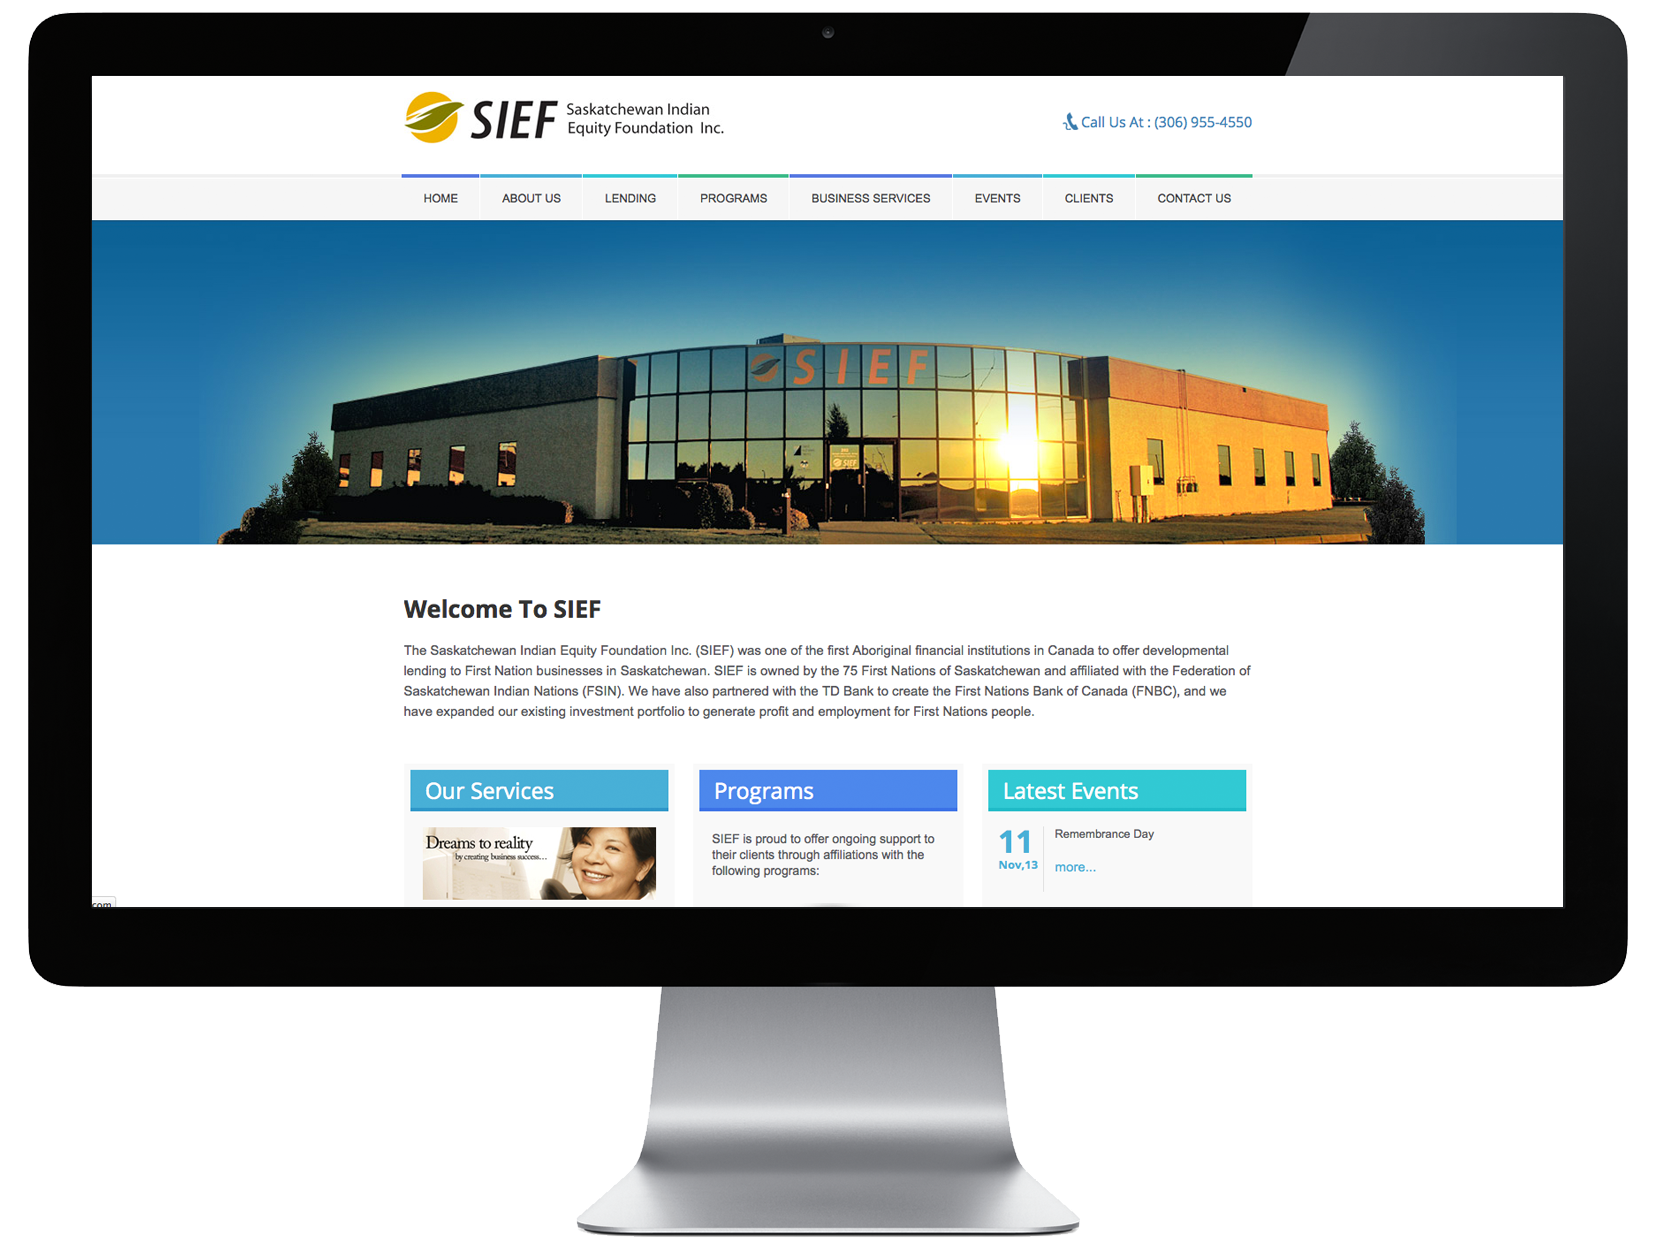 SIEF Saskatchewan Indian
Equity Foundation Inc.
Call Us At : (306) 955-4550
HOME ABOUT US LENDING PROGRAMS BUSINESS SERVICES EVENTS CLIENTS CONTACT US
SIEF
SIEF
Welcome To SIEF
The Saskatchewan Indian Equity Foundation Inc. (SIEF) was one of the first Aboriginal financial institutions in Canada to offer developmental
lending to First Nation businesses in Saskatchewan. SIEF is owned by the 75 First Nations of Saskatchewan and affiliated with the Federation of
Saskatchewan Indian Nations (FSIN). We have also partnered with the TD Bank to create the First Nations Bank of Canada (FNBC), and we
have expanded our existing investment portfolio to generate profit and employment for First Nations people.
Our Services
Dreams to reality
by creating business success...
Programs
SIEF is proud to offer ongoing support to
their clients through affiliations with the
following programs:
Latest Events
11
Nov,13
Remembrance Day
more...
.com